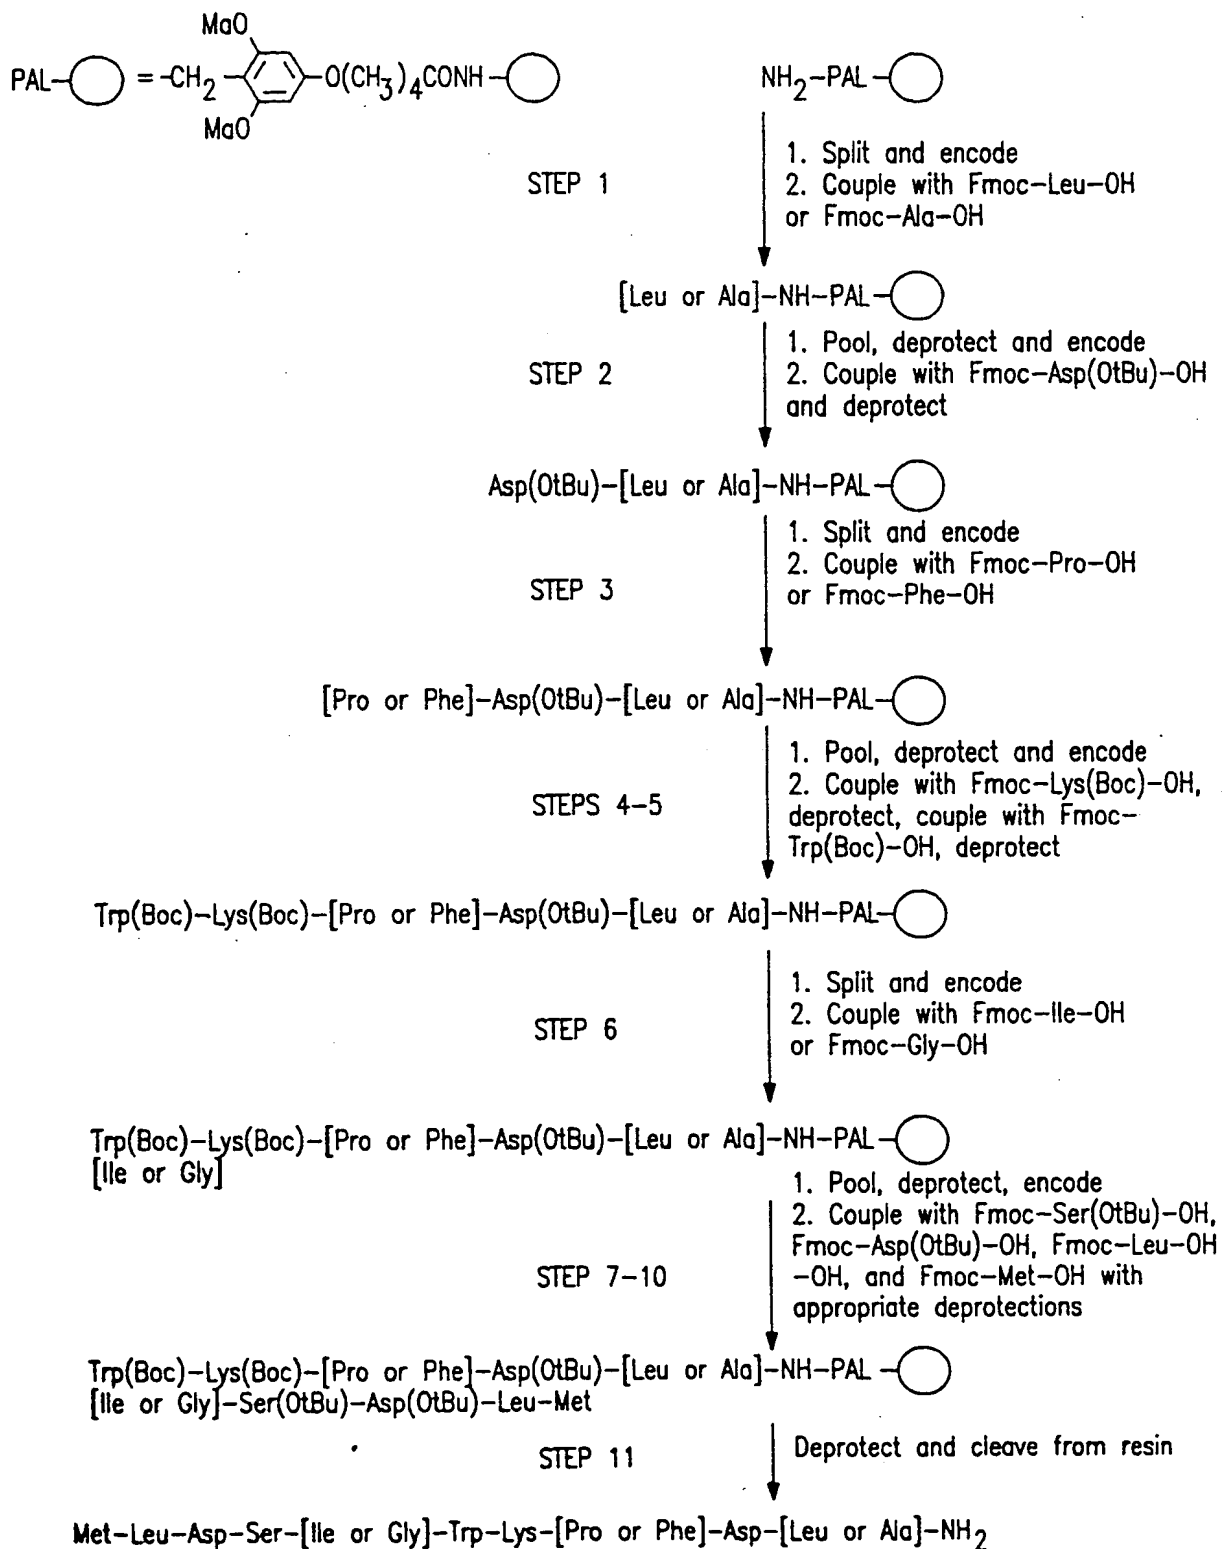 MaO
PAL- = -CH2- -O(CH3)4CONH-
MaO
NH2-PAL-
STEP 1
1. Split and encode
2. Couple with Fmoc-Leu-OH
or Fmoc-Ala-OH
[Leu or Ala]-NH-PAL-
STEP 2
1. Pool, deprotect and encode
2. Couple with Fmoc-Asp(OtBu)-OH
and deprotect
Asp(OtBu)-[Leu or Ala]-NH-PAL-
STEP 3
1. Split and encode
2. Couple with Fmoc-Pro-OH
or Fmoc-Phe-OH
[Pro or Phe]-Asp(OtBu)-[Leu or Ala]-NH-PAL-
STEPS 4-5
1. Pool, deprotect and encode
2. Couple with Fmoc-Lys(Boc)-OH,
deprotect, couple with Fmoc-
Trp(Boc)-OH, deprotect
Trp(Boc)-Lys(Boc)-[Pro or Phe]-Asp(OtBu)-[Leu or Ala]-NH-PAL-
STEP 6
1. Split and encode
2. Couple with Fmoc-Ile-OH
or Fmoc-Gly-OH
Trp(Boc)-Lys(Boc)-[Pro or Phe]-Asp(OtBu)-[Leu or Ala]-NH-PAL-
[Ile or Gly]
STEP 7-10
1. Pool, deprotect, encode
2. Couple with Fmoc-Ser(OtBu)-OH,
Fmoc-Asp(OtBu)-OH, Fmoc-Leu-OH
-OH, and Fmoc-Met-OH with
appropriate deprotections
Trp(Boc)-Lys(Boc)-[Pro or Phe]-Asp(OtBu)-[Leu or Ala]-NH-PAL-
[Ile or Gly]-Ser(OtBu)-Asp(OtBu)-Leu-Met
STEP 11
Deprotect and cleave from resin
Met-Leu-Asp-Ser-[Ile or Gly]-Trp-Lys-[Pro or Phe]-Asp-[Leu or Ala]-NH2